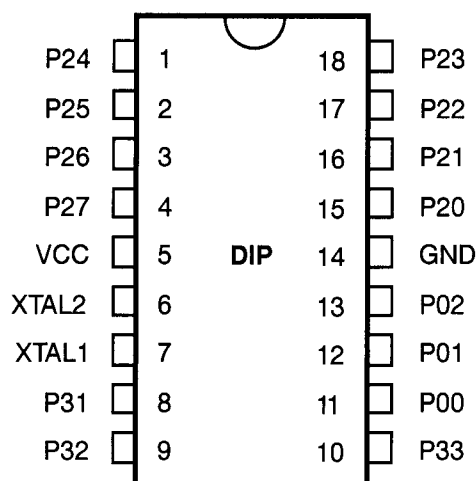 P24 1 18 P23
P25 2 17 P22
P26 3 16 P21
P27 4 15 P20
VCC 5 DIP 14 GND
XTAL2 6 13 P02
XTAL1 7 12 P01
P31 8 11 P00
P32 9 10 P33